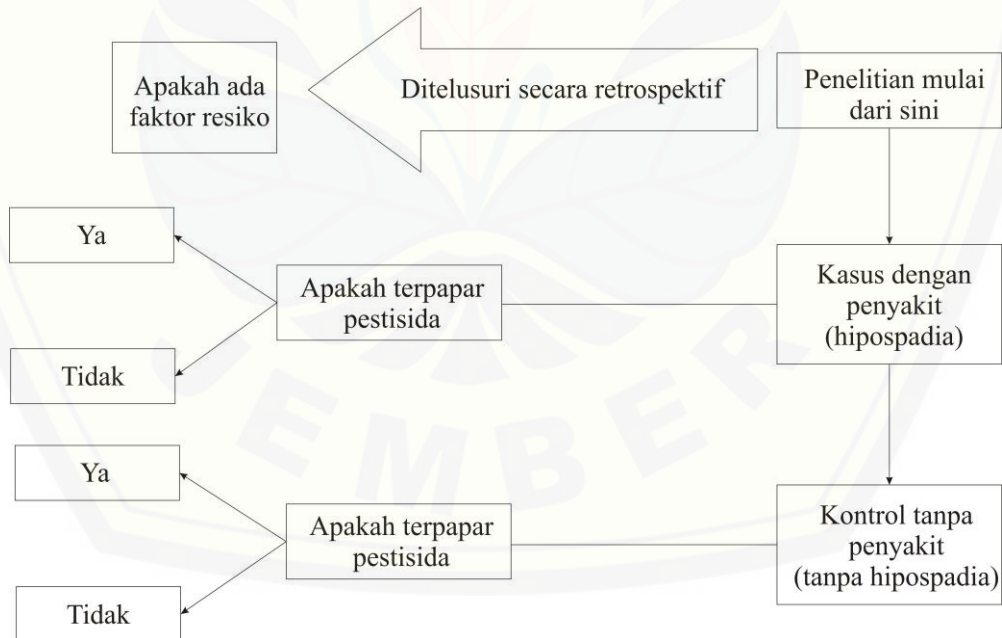 Apakah ada
faktor resiko
Ditelusuri secara retrospektif
Penelitian mulai
dari sini
Ya
Apakah terpapar
pestisida
Kasus dengan
penyakit
(hipospadia)
Tidak
Ya
Apakah terpapar
pestisida
Kontrol tanpa
penyakit
(tanpa hipospadia)
Tidak
JEMBER